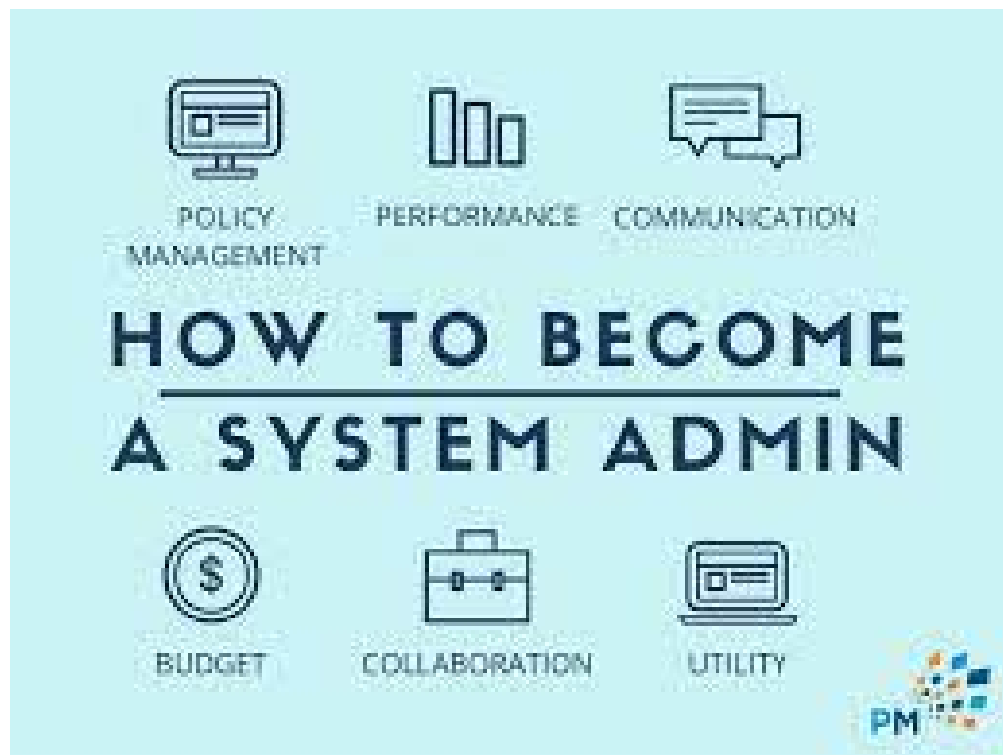 POLICY
MANAGEMENT
PERFORMANCE
COMMUNICATION
HOW TO BECOME
A SYSTEM ADMIN
$
BUDGET
COLLABORATION
UTILITY
PM